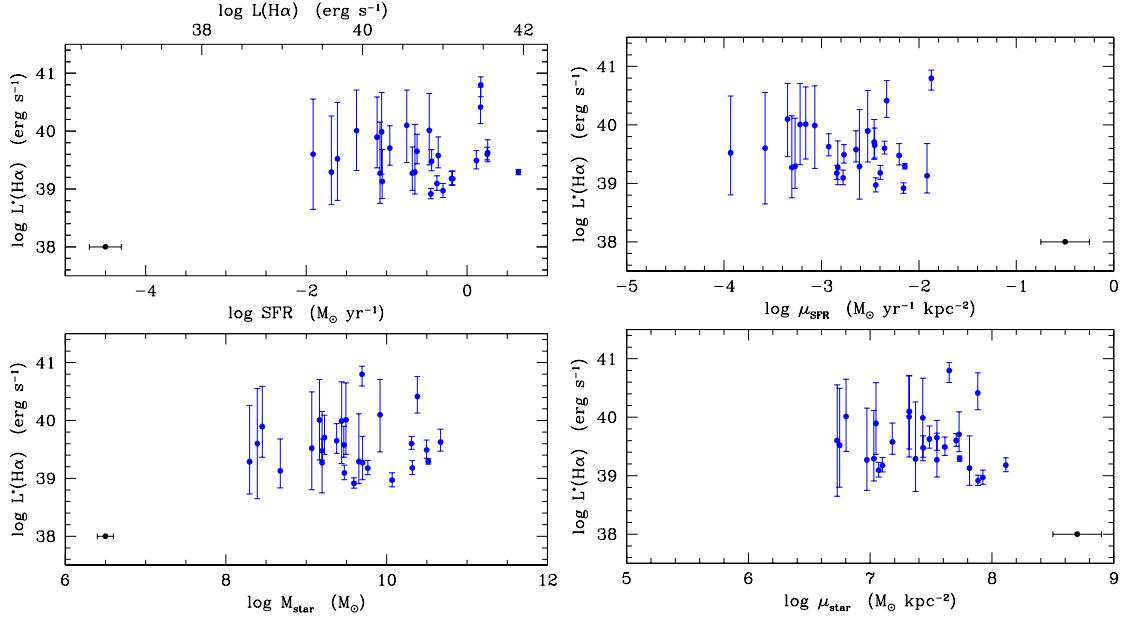 log L(Hα) (erg s⁻¹)
38 40 42
41
40
39
38
log L*(Hα) (erg s⁻¹)
−4 −2 0
log SFR (M☉ yr⁻¹)
41
40
39
38
log L*(Hα) (erg s⁻¹)
−5 −4 −3 −2 −1 0
log μSFR (M☉ yr⁻¹ kpc⁻²)
41
40
39
38
log L*(Hα) (erg s⁻¹)
6 8 10 12
log Mstar (M☉)
41
40
39
38
log L*(Hα) (erg s⁻¹)
5 6 7 8 9
log μstar (M☉ kpc⁻²)